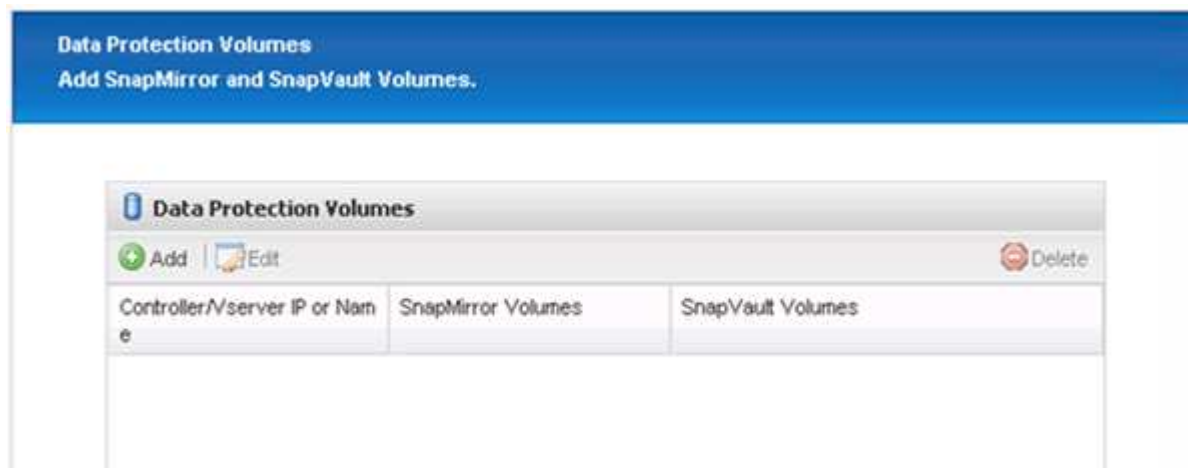 Data Protection Volumes
Add SnapMirror and SnapVault Volumes.
Data Protection Volumes
Add Edit Delete
Controller/Vserver IP or Nam SnapMirror Volumes SnapVault Volumes
e